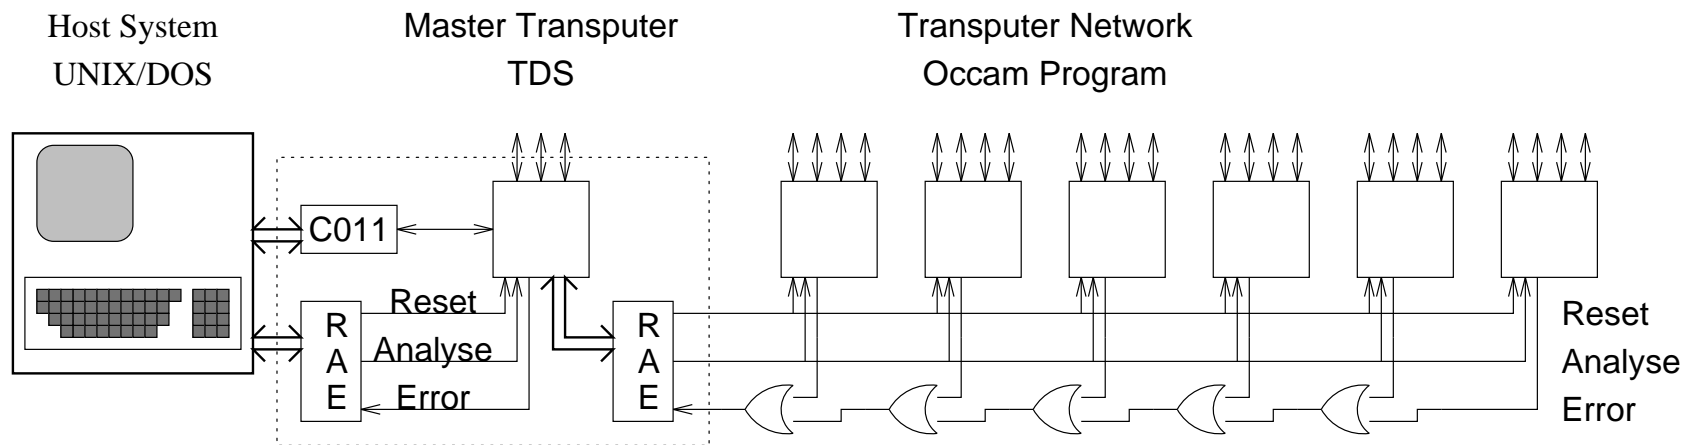 Host System
UNIX/DOS
Master Transputer
TDS
Transputer Network
Occam Program
C011
R
A
E
Reset
Analyse
Error
R
A
E
Reset
Analyse
Error